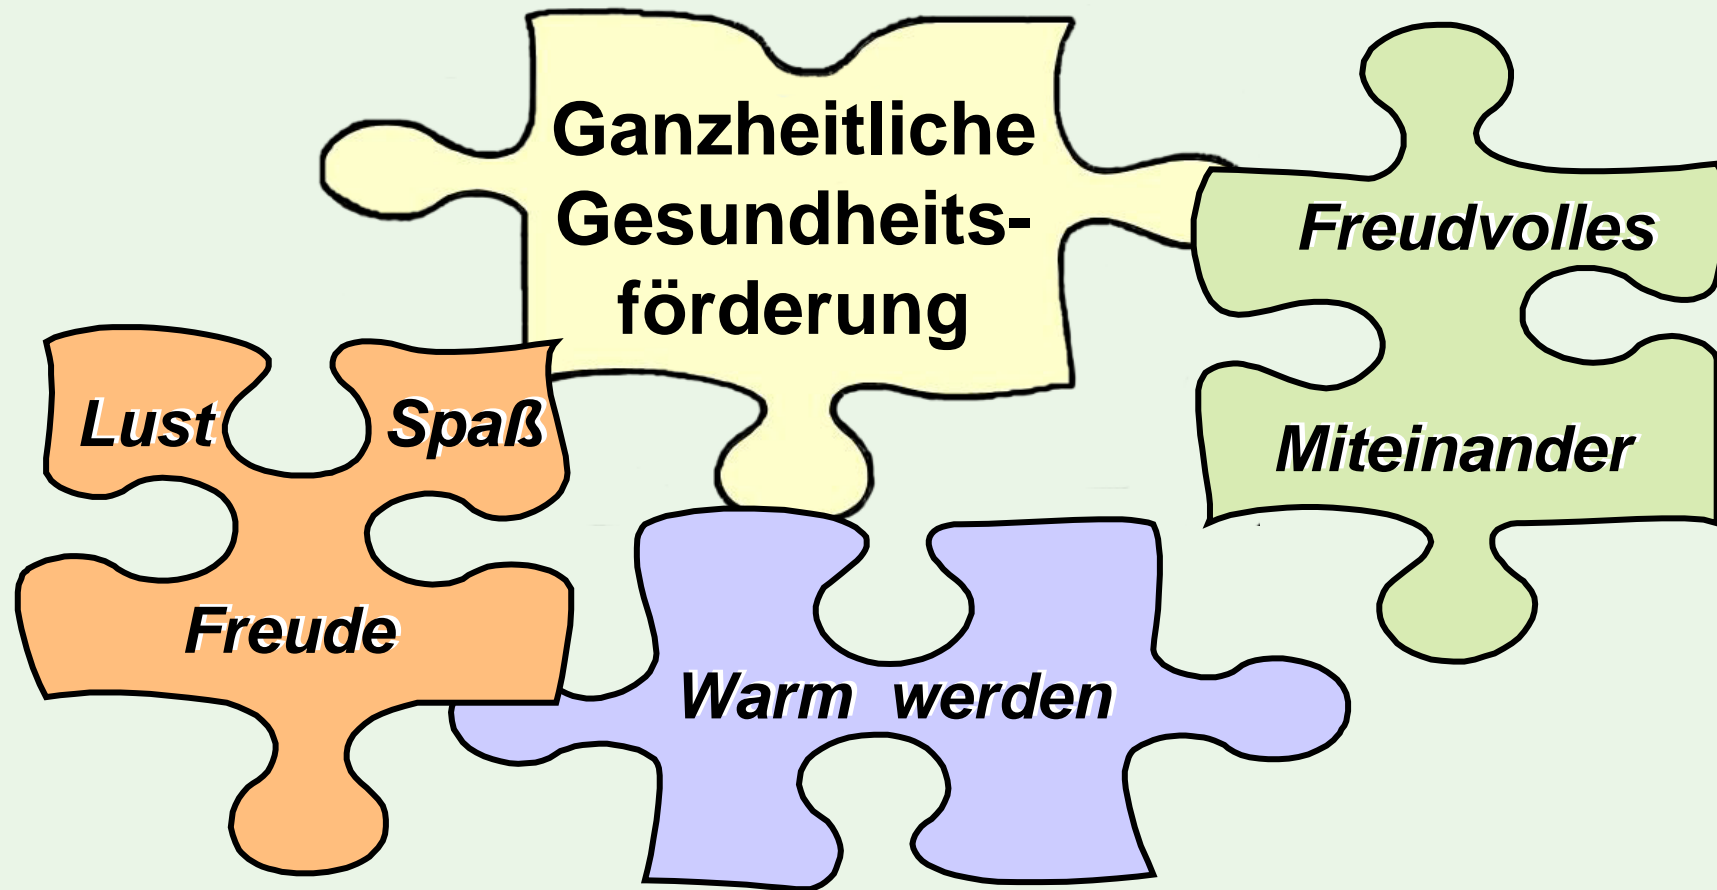 Ganzheitliche
Gesundheits-
förderung
Freudvolles
Miteinander
Lust Spaß
Freude
Warm werden